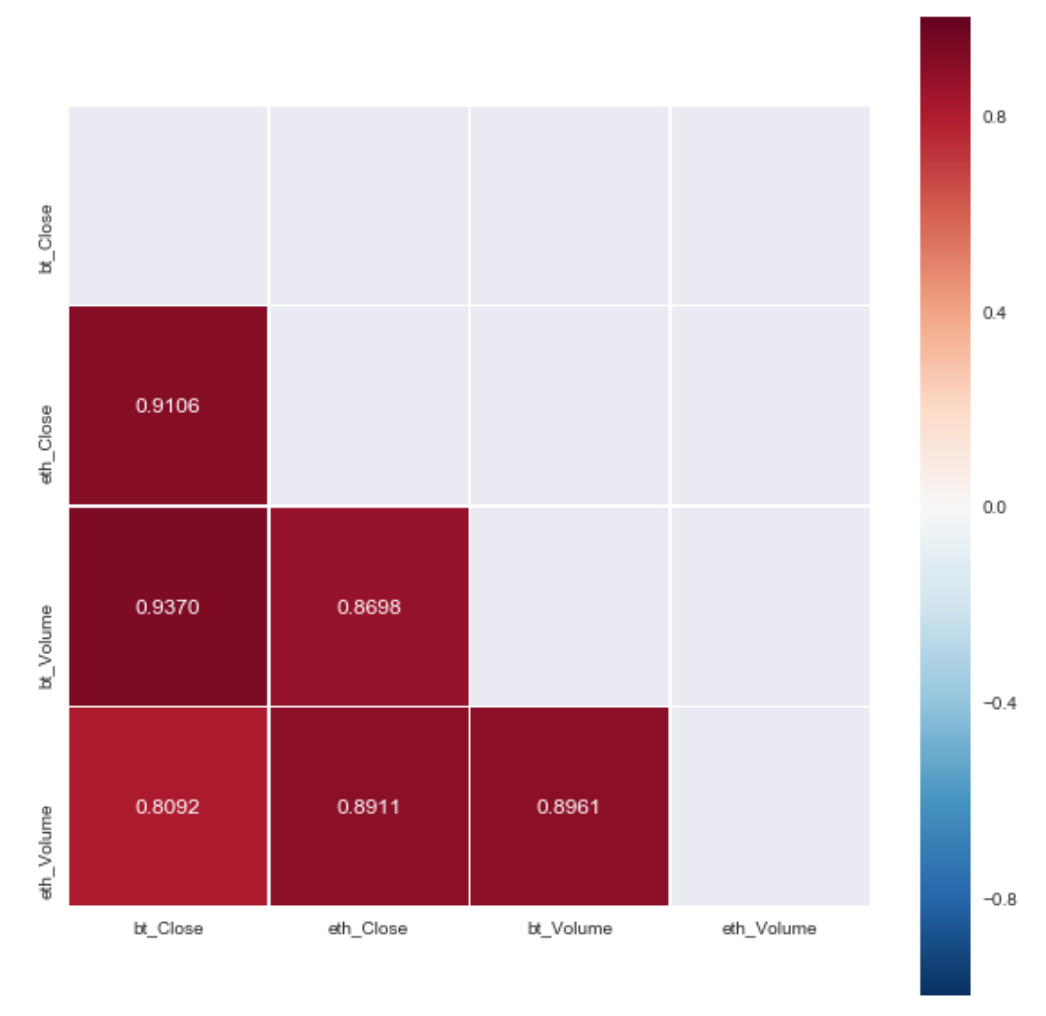 0.8
bt_Close
0.4
eth_Close
0.9106
0.0
bt_Volume
0.9370
0.8698
−0.4
eth_Volume
0.8092
0.8911
0.8961
−0.8
bt_Close
eth_Close
bt_Volume
eth_Volume